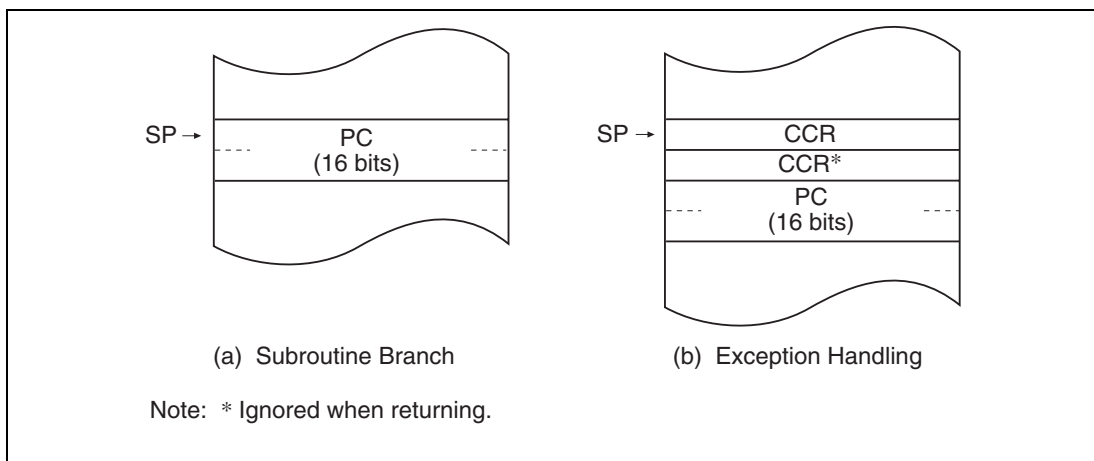 SP →
PC
(16 bits)
(a) Subroutine Branch
SP →
CCR
CCR*
PC
(16 bits)
(b) Exception Handling
Note: * Ignored when returning.